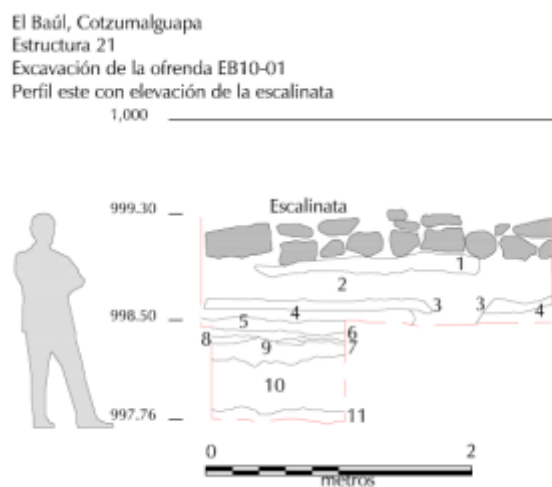 El Baúl, Cotzumalguapa
Estructura 21
Excavación de la ofrenda EB10-01
Perfil este con elevación de la escalinata
1,000
999.30
Escalinata
1
2
3 3
4 4
998.50
5
6
8 9 7
10
997.76
11
0 2
metros